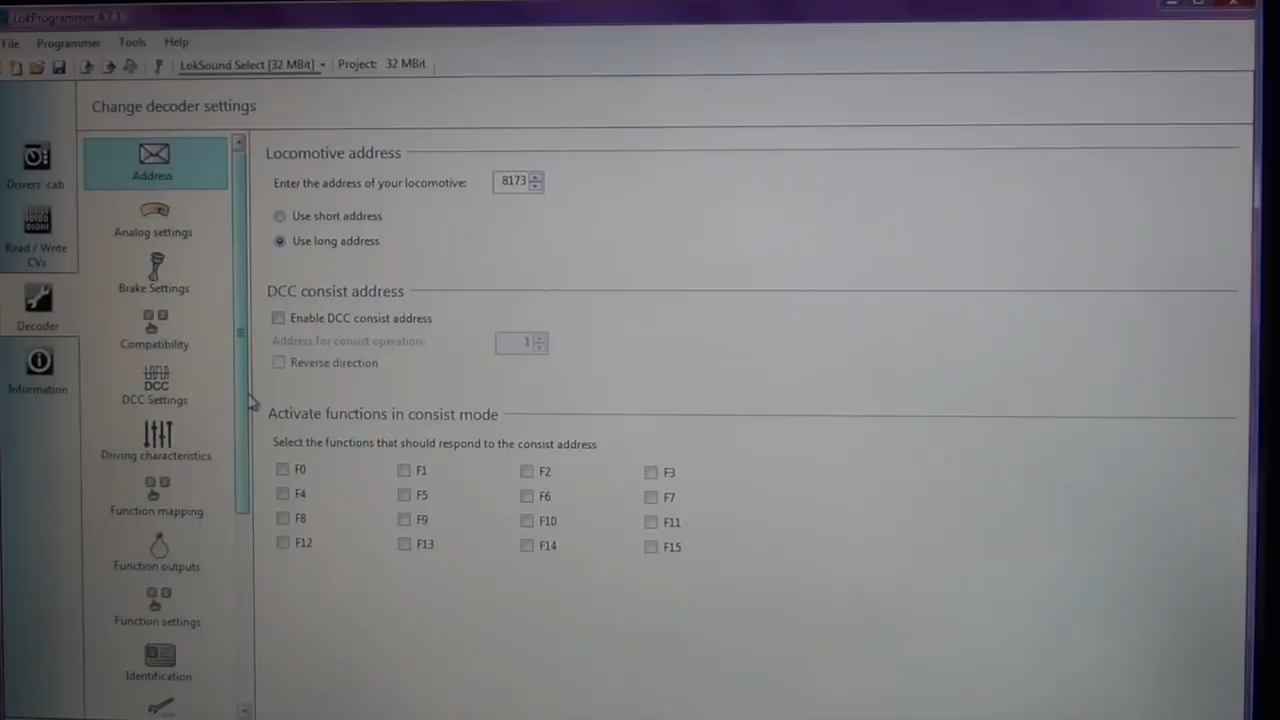 LokProgrammer 4.7.1
File Programmer Tools Help
LokSound Select [32 MBit] Project: 32 MBit
Change decoder settings
Drivers' cab
Read / Write CVs
Decoder
Information
Address
Analog settings
Brake Settings
Compatibility
DCC
DCC Settings
Driving characteristics
Function mapping
Function outputs
Function settings
Identification
Locomotive address
Enter the address of your locomotive: 8173
Use short address
Use long address
DCC consist address
Enable DCC consist address
Address for consist operation: 1
Reverse direction
Activate functions in consist mode
Select the functions that should respond to the consist address
F0 F1 F2 F3
F4 F5 F6 F7
F8 F9 F10 F11
F12 F13 F14 F15